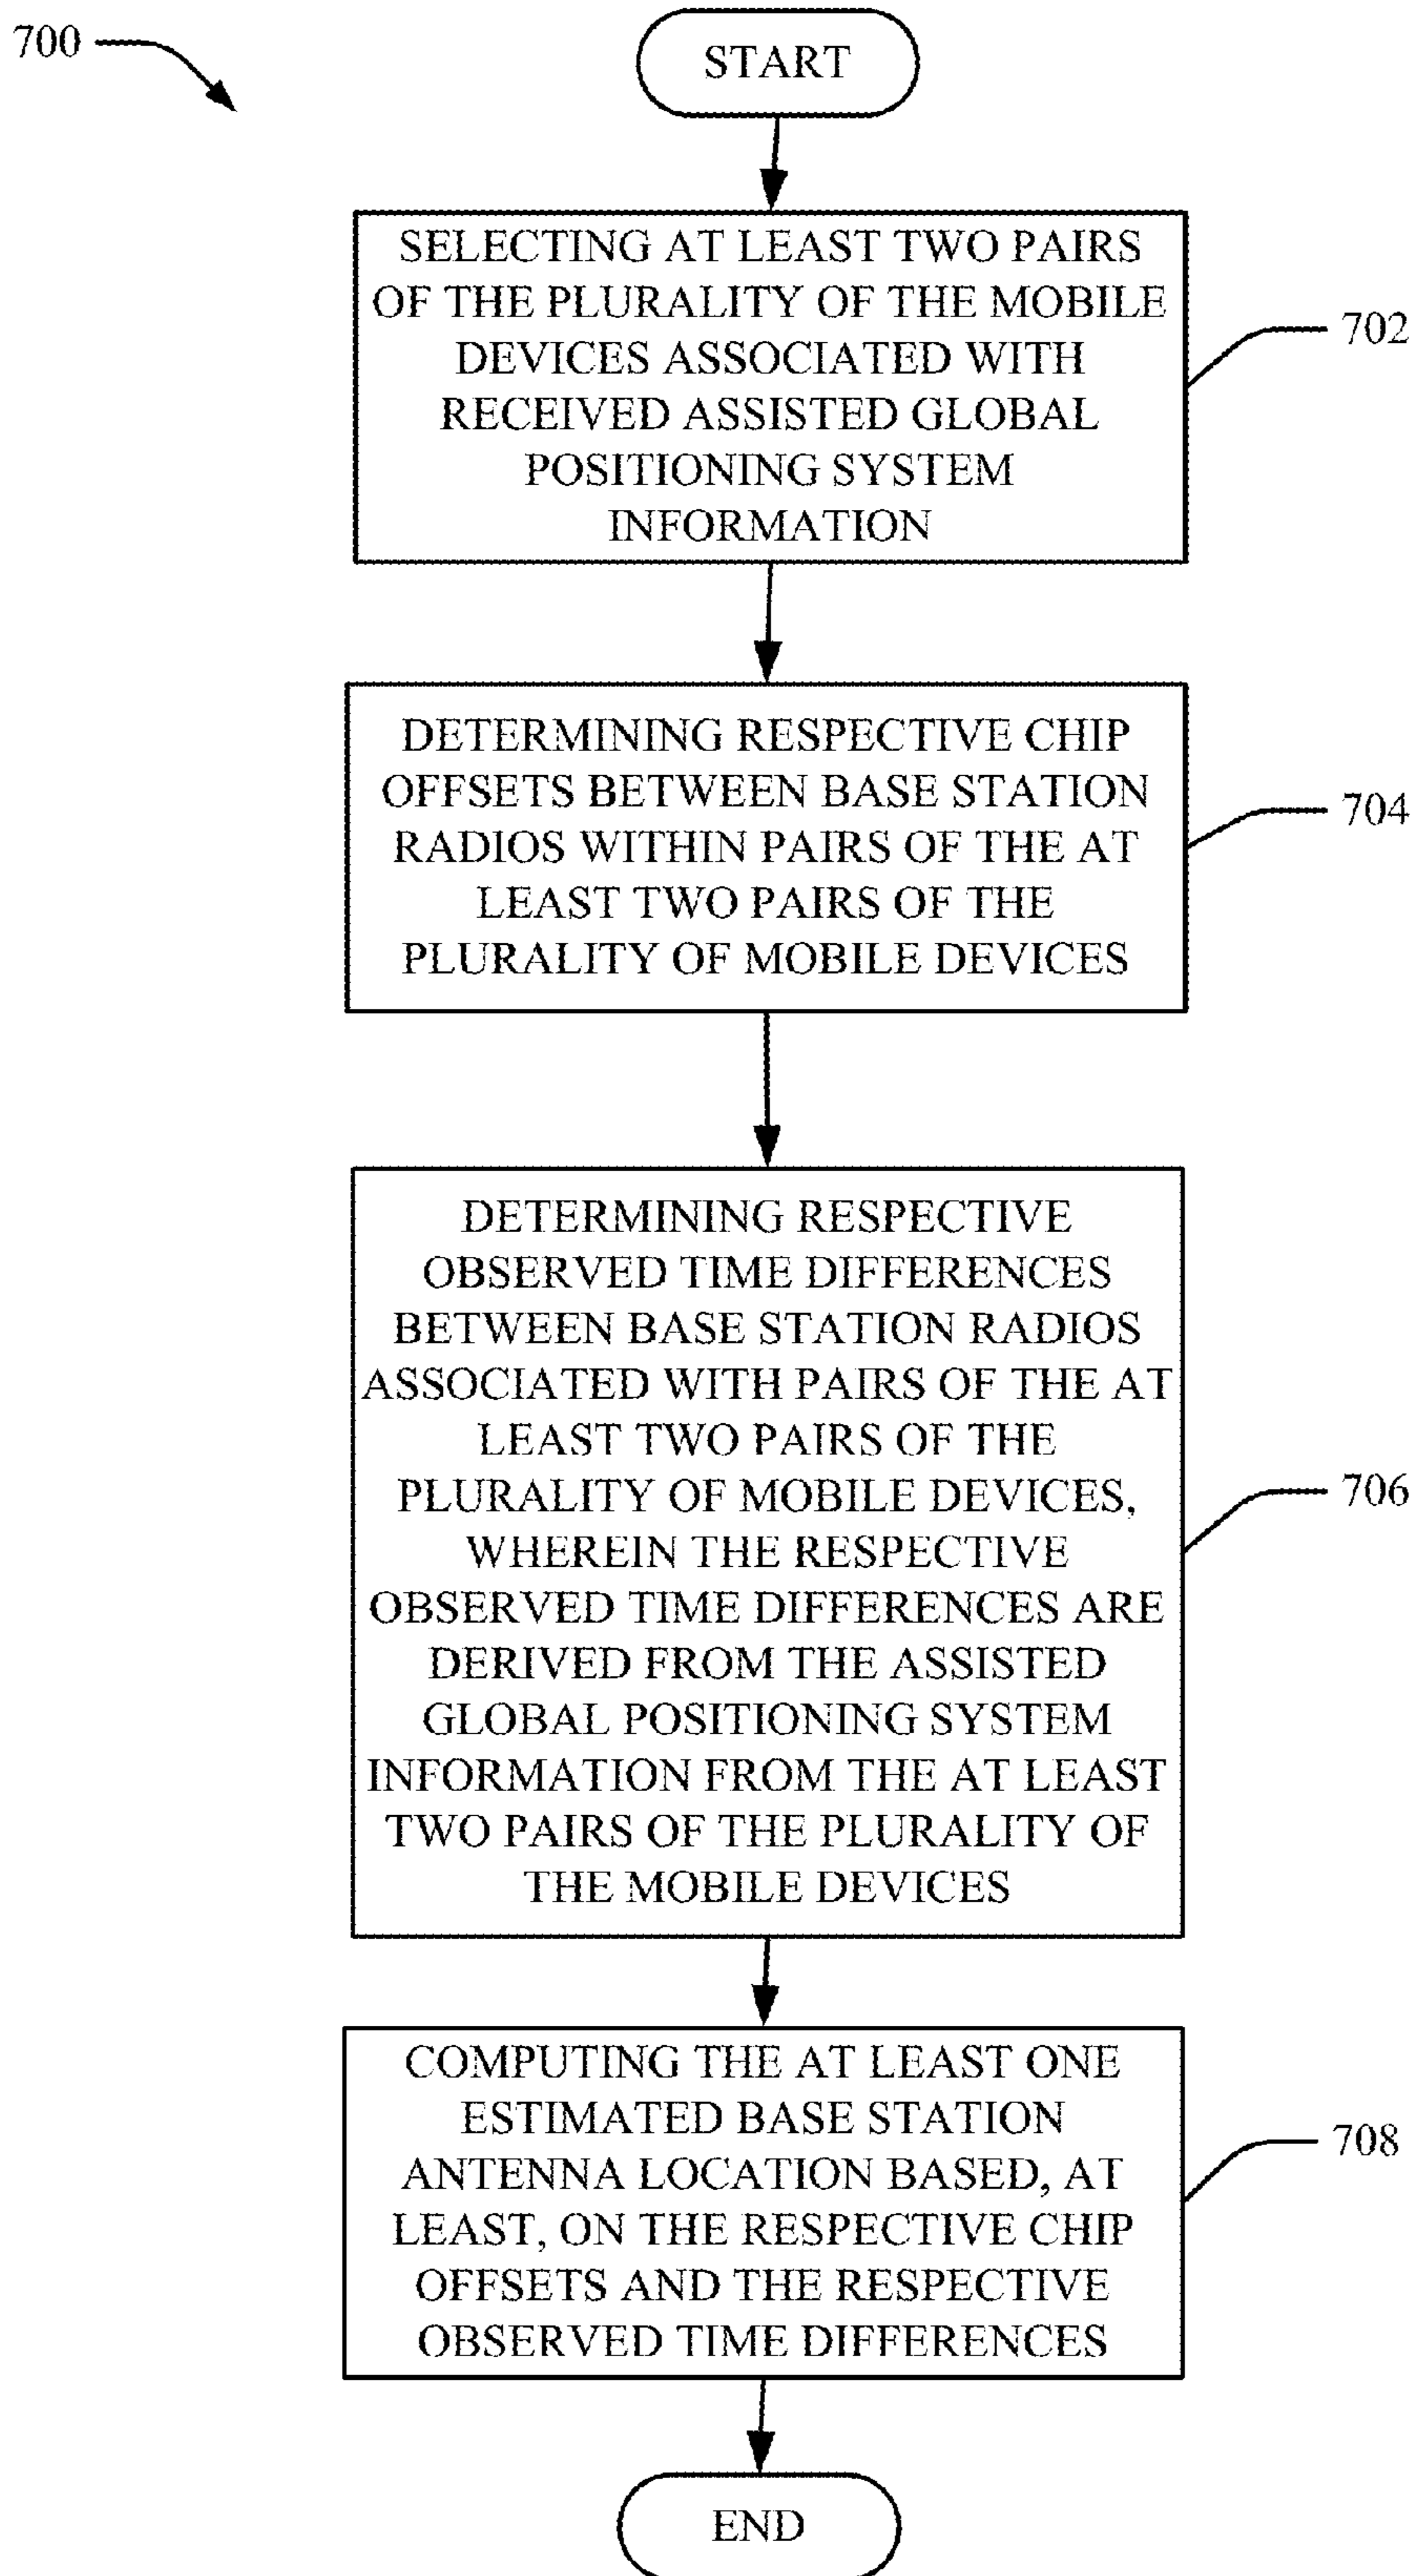 700
START
SELECTING AT LEAST TWO PAIRS
OF THE PLURALITY OF THE MOBILE
DEVICES ASSOCIATED WITH
RECEIVED ASSISTED GLOBAL
POSITIONING SYSTEM
INFORMATION
702
DETERMINING RESPECTIVE CHIP
OFFSETS BETWEEN BASE STATION
RADIOS WITHIN PAIRS OF THE AT
LEAST TWO PAIRS OF THE
PLURALITY OF MOBILE DEVICES
704
DETERMINING RESPECTIVE
OBSERVED TIME DIFFERENCES
BETWEEN BASE STATION RADIOS
ASSOCIATED WITH PAIRS OF THE AT
LEAST TWO PAIRS OF THE
PLURALITY OF MOBILE DEVICES,
WHEREIN THE RESPECTIVE
OBSERVED TIME DIFFERENCES ARE
DERIVED FROM THE ASSISTED
GLOBAL POSITIONING SYSTEM
INFORMATION FROM THE AT LEAST
TWO PAIRS OF THE PLURALITY OF
THE MOBILE DEVICES
706
COMPUTING THE AT LEAST ONE
ESTIMATED BASE STATION
ANTENNA LOCATION BASED, AT
LEAST, ON THE RESPECTIVE CHIP
OFFSETS AND THE RESPECTIVE
OBSERVED TIME DIFFERENCES
708
END